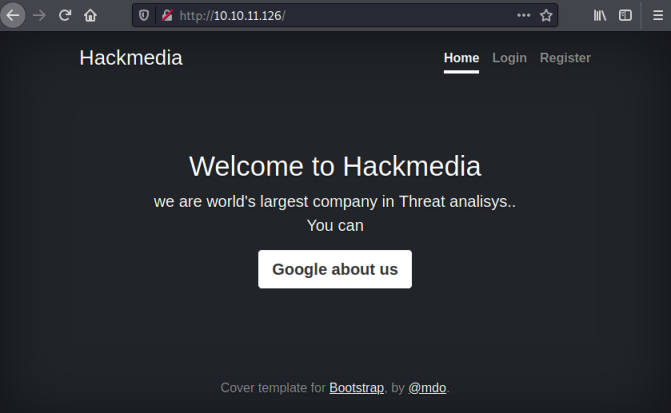 http://10.10.11.126/
Hackmedia
Home Login Register
Welcome to Hackmedia
we are world's largest company in Threat analisys..
You can
Google about us
Cover template for Bootstrap, by @mdo.